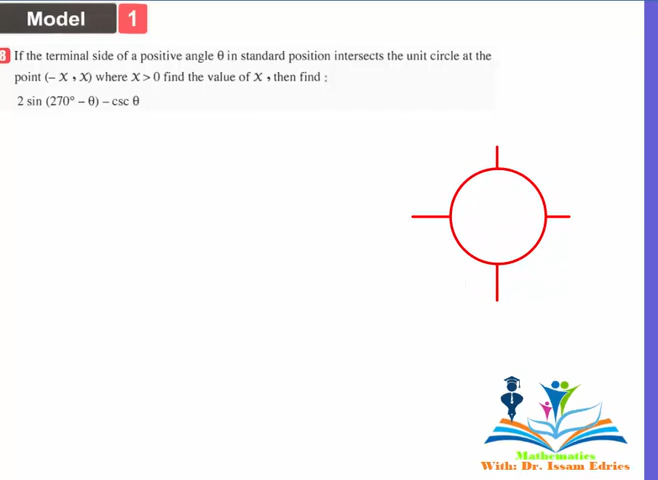 Model 1
8 If the terminal side of a positive angle θ in standard position intersects the unit circle at the
point (– X , X) where X > 0 find the value of X , then find :
2 sin (270° – θ) – csc θ
Mathematics
With: Dr. Issam Edries